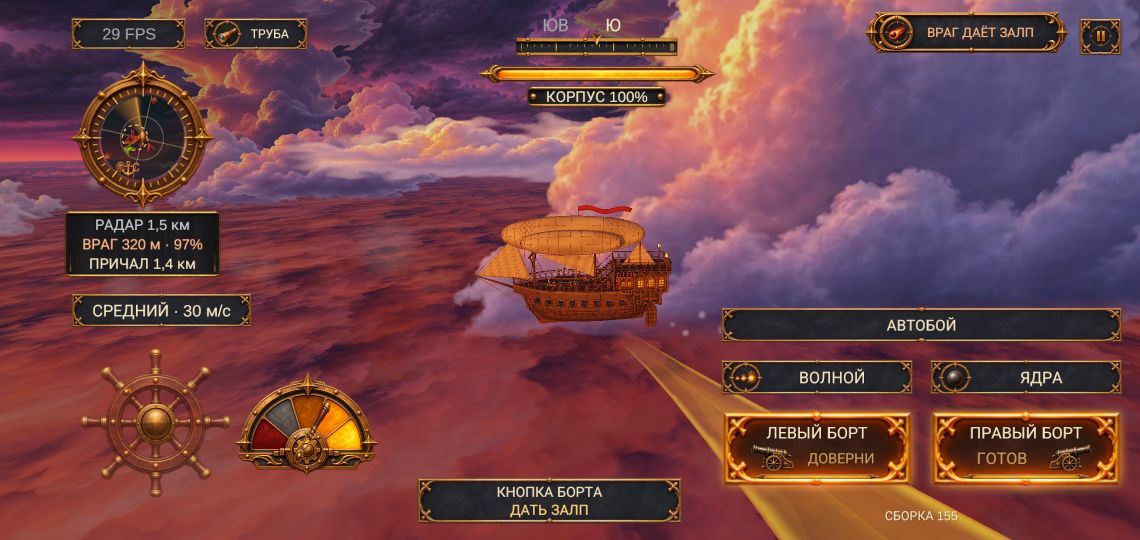 29 FPS
ТРУБА
ЮВ Ю
ВРАГ ДАЁТ ЗАЛП
КОРПУС 100%
РАДАР 1,5 км
ВРАГ 320 м · 97%
ПРИЧАЛ 1,4 км
СРЕДНИЙ · 30 м/с
АВТОБОЙ
ВОЛНОЙ
ЯДРА
ЛЕВЫЙ БОРТ
ДОВЕРНИ
ПРАВЫЙ БОРТ
ГОТОВ
КНОПКА БОРТА
ДАТЬ ЗАЛП
СБОРКА 155